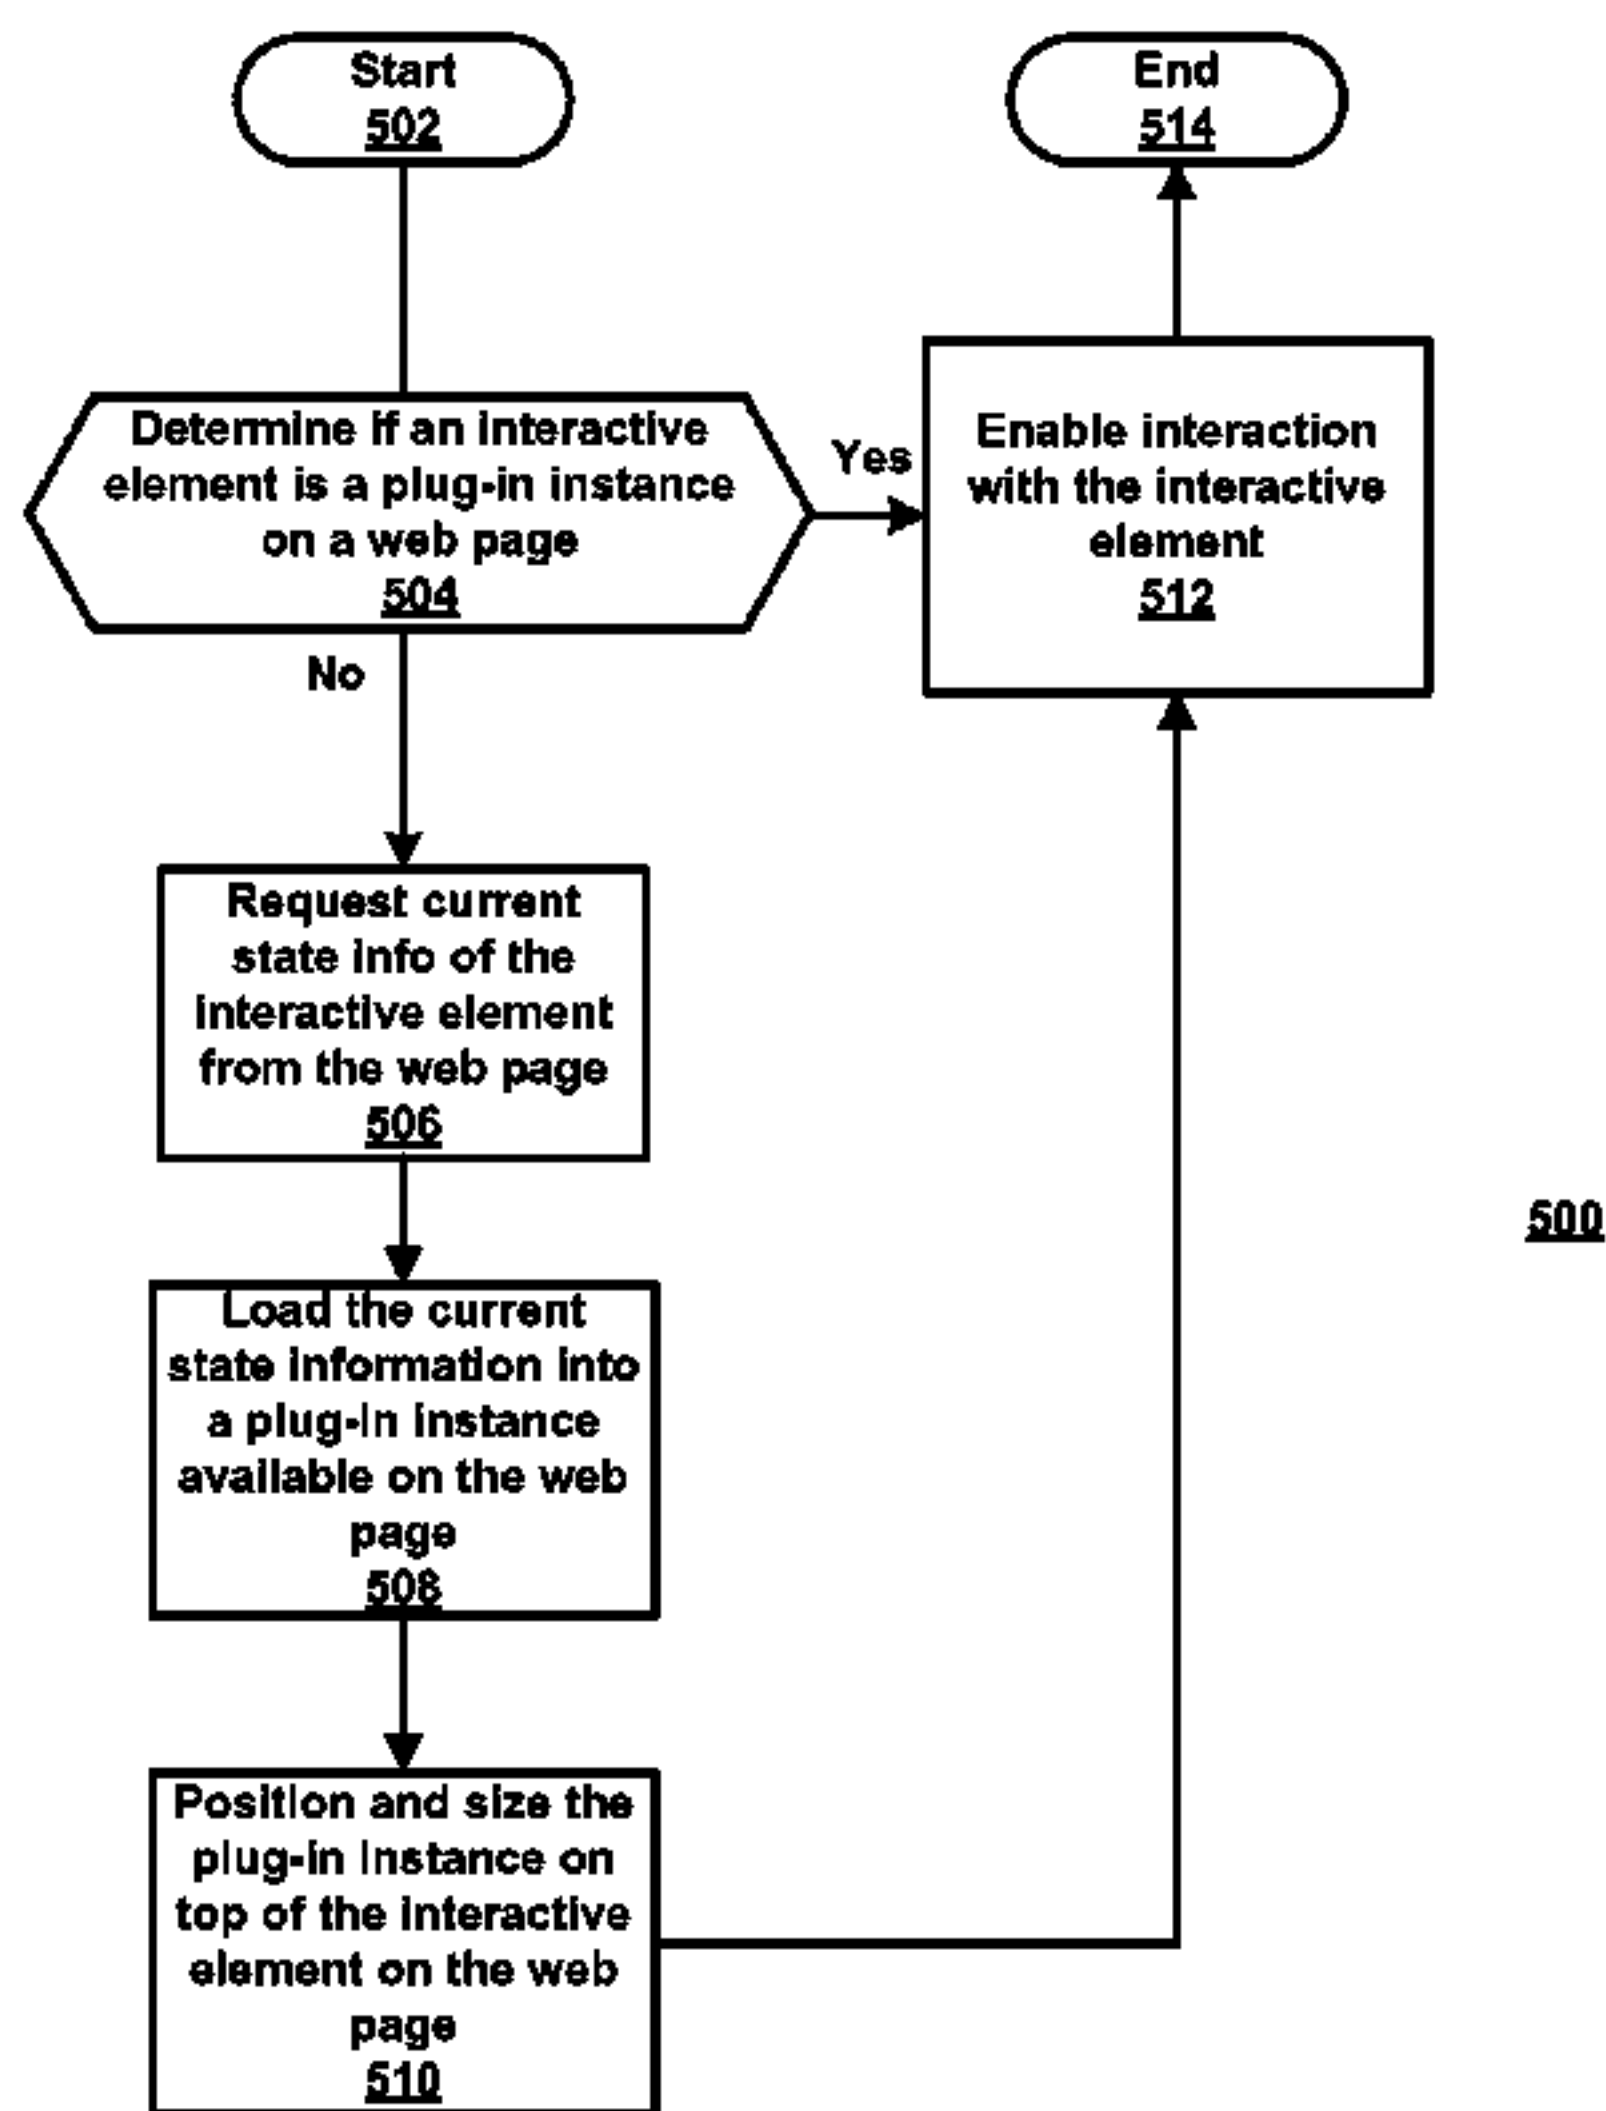 Start
502
Determine if an interactive
element is a plug-in instance
on a web page
504
Yes
No
Request current
state info of the
interactive element
from the web page
506
Load the current
state information into
a plug-in instance
available on the web
page
508
Position and size the
plug-in instance on
top of the interactive
element on the web
page
510
Enable interaction
with the interactive
element
512
End
514
500